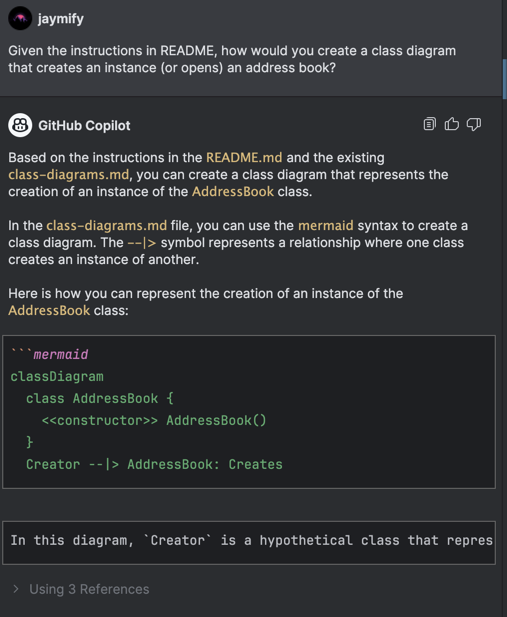 jaymify
Given the instructions in README, how would you create a class diagram
that creates an instance (or opens) an address book?
GitHub Copilot
Based on the instructions in the README.md and the existing
class-diagrams.md, you can create a class diagram that represents the
creation of an instance of the AddressBook class.
In the class-diagrams.md file, you can use the mermaid syntax to create a
class diagram. The --|> symbol represents a relationship where one class
creates an instance of another.
Here is how you can represent the creation of an instance of the
AddressBook class:
```mermaid
classDiagram
  class AddressBook {
    <<constructor>> AddressBook()
  }
  Creator --|> AddressBook: Creates
In this diagram, `Creator` is a hypothetical class that repres
Using 3 References